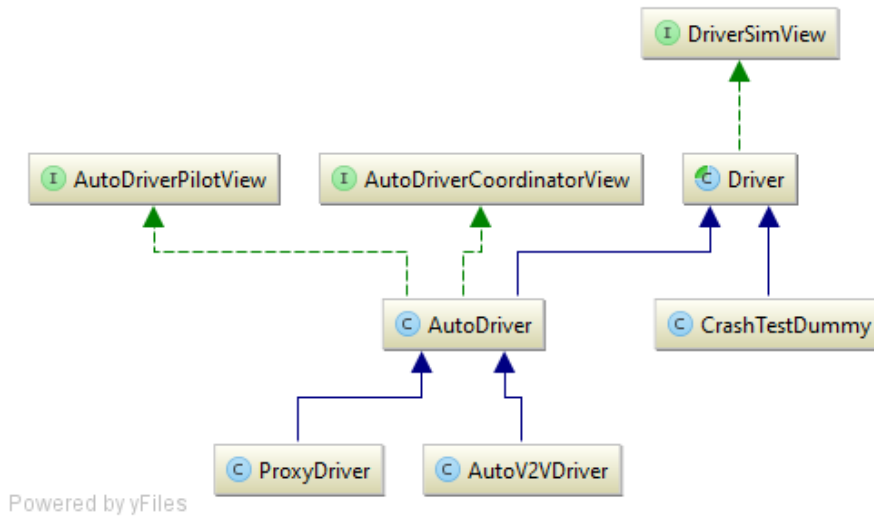 I DriverSimView
I AutoDriverPilotView
I AutoDriverCoordinatorView
C Driver
C AutoDriver
C CrashTestDummy
C ProxyDriver
C AutoV2VDriver
Powered by yFiles